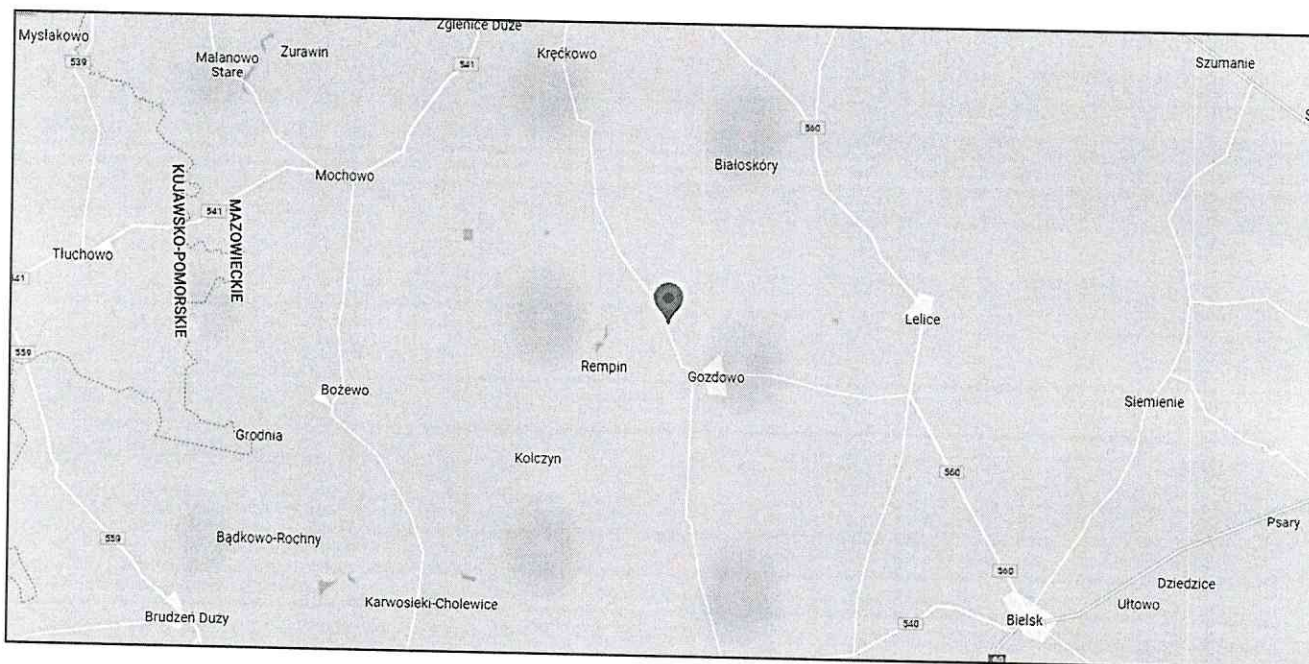 Zglenice Duże
Mysłakowo
Malanowo
Stare
Żurawin
Kręćkowo
Szumanie
539
541
560
Białoskóry
Mochowo
KUJAWSKO-POMORSKIE
MAZOWIECKIE
541
Tłuchowo
541
Lelice
559
Rempin
Gozdowo
Bożewo
Siemienie
Grodnia
Kolczyn
560
Psary
559
Bądkowo-Rochny
560
Dziedzice
Karwosieki-Cholewice
Ułtowo
Brudzeń Duży
540
Bielsk
60